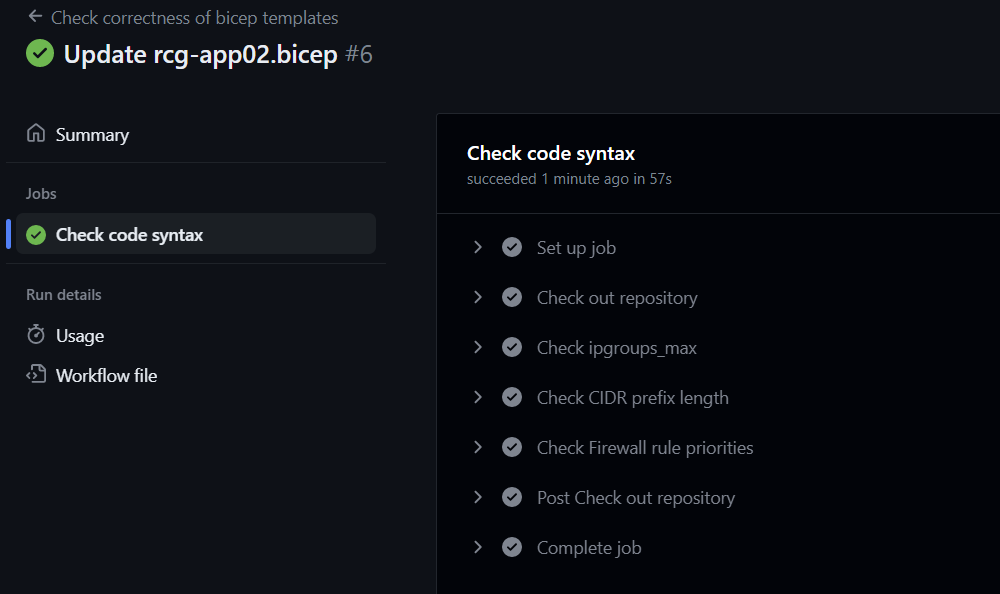 Check correctness of bicep templates
Update rcg-app02.bicep #6
Summary
Jobs
Check code syntax
Run details
Usage
Workflow file
Check code syntax
succeeded 1 minute ago in 57s
Set up job
Check out repository
Check ipgroups_max
Check CIDR prefix length
Check Firewall rule priorities
Post Check out repository
Complete job